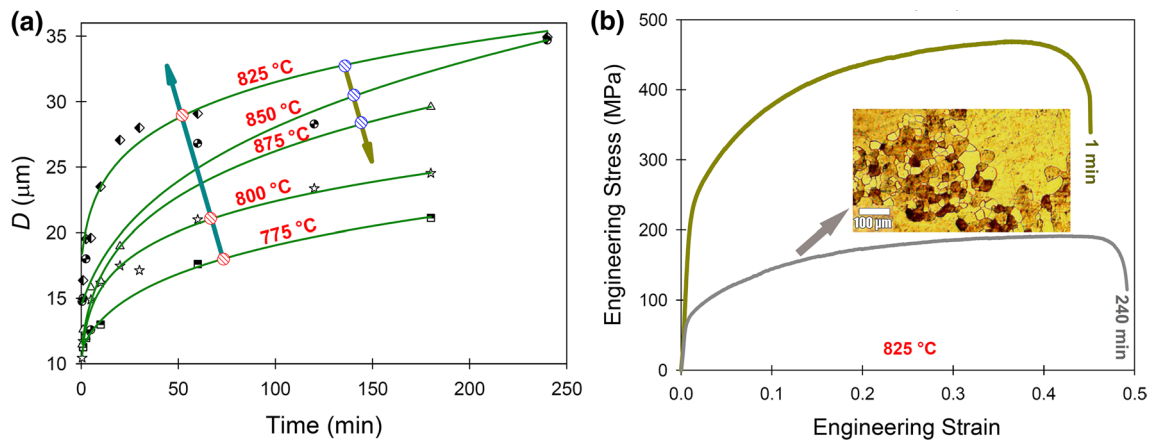 (a)
35
30
25
20
15
10
D (μm)
825 °C
850 °C
875 °C
800 °C
775 °C
0
50
100
150
200
250
Time (min)
(b)
500
400
300
200
100
0
Engineering Stress (MPa)
1 min
100 μm
240 min
825 °C
0.0
0.1
0.2
0.3
0.4
0.5
Engineering Strain